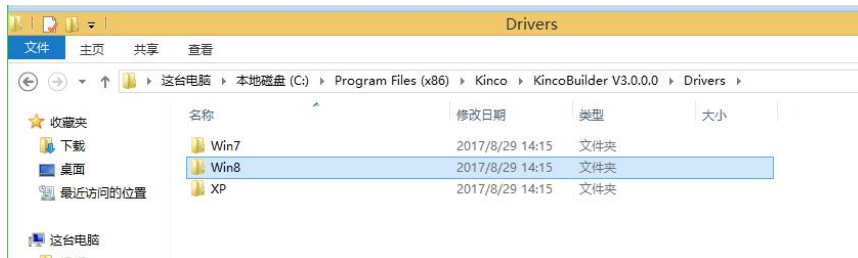 Drivers
文件 主页 共享 查看
这台电脑 本地磁盘 (C:) Program Files (x86) Kinco KincoBuilder V3.0.0.0 Drivers
名称 修改日期 类型 大小
收藏夹
下载
桌面
最近访问的位置
这台电脑
Win7 2017/8/29 14:15 文件夹
Win8 2017/8/29 14:15 文件夹
XP 2017/8/29 14:15 文件夹